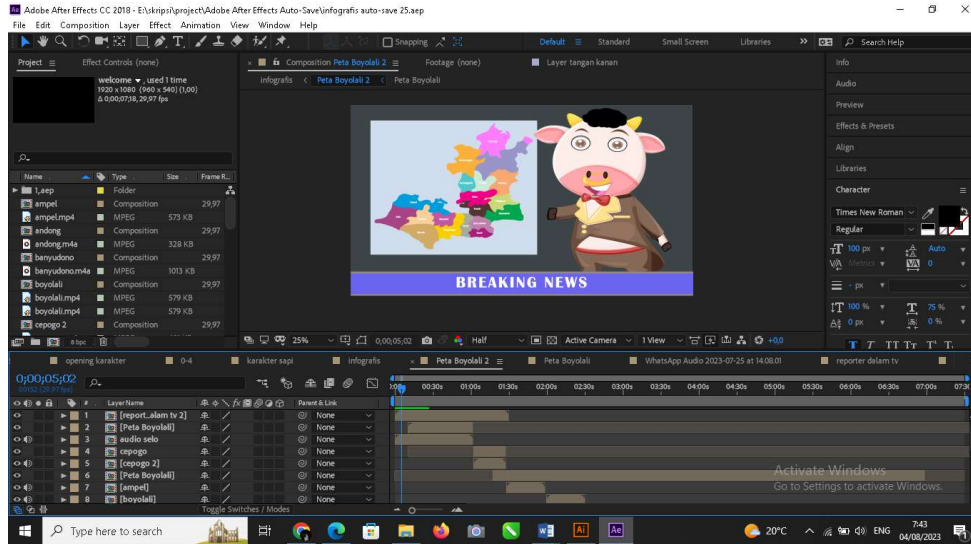 Adobe After Effects CC 2018 - E:\skripsi\project\Adobe After Effects Auto-Save\infografis auto-save 25.aep
File Edit Composition Layer Effect Animation View Window Help
Snapping
Default
Standard
Small Screen
Libraries
Search Help
Project
Effect Controls (none)
Composition Peta Boyolali 2
Footage (none)
Layer tangan kanan
infografis
Peta Boyolali 2
Peta Boyolali
welcome , used 1 time
1920 x 1080 (960 x 540) (1,00)
Δ 0;00;07;18, 29,97 fps
Name Type Size Frame R...
1,aep Folder
ampel Composition 29,97
ampel.mp4 MPEG 573 KB
andong Composition 29,97
andong.m4a MPEG 328 KB
banyudono Composition 29,97
banyudono.m4a MPEG 1013 KB
boyolali Composition 29,97
boyolali.mp4 MPEG 579 KB
boyolali.mp4 MPEG 579 KB
cepogo 2 Composition 29,97
8 bpc
BREAKING NEWS
25%
0;00;05;02
Half
Active Camera
1 View
+0,0
Info
Audio
Preview
Effects & Presets
Align
Libraries
Character
Times New Roman
Regular
100 px
Auto
Metrics
0
- px
100 %
75 %
0 px
0 %
opening karakter
0-4
karakter sapi
infografis
Peta Boyolali 2
Peta Boyolali
WhatsApp Audio 2023-07-25 at 14.08.01
reporter dalam tv
0;00;05;02
00152 (29.97 fps)
# Layer Name Parent & Link
00:30s 01:00s 01:30s 02:00s 02:30s 03:00s 03:30s 04:00s 04:30s 05:00s 05:30s 06:00s 06:30s 07:00s
1 [report...alam tv 2] None
2 [Peta Boyolali] None
3 audio selo None
4 cepogo None
5 [cepogo 2] None
6 [Peta Boyolali] None
7 [ampel] None
8 [boyolali] None
Toggle Switches / Modes
Activate Windows
Go to Settings to activate Windows.
Type here to search
20°C
ENG
7:43
04/08/2023